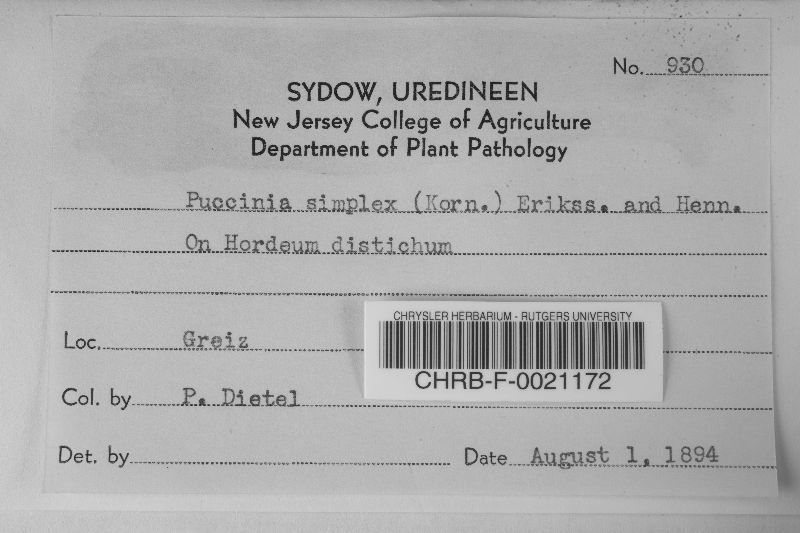 No. 930
SYDOW, UREDINEEN
New Jersey College of Agriculture
Department of Plant Pathology
Puccinia simplex (Korn.) Erikss. and Henn.
On Hordeum distichum
Loc. Greiz
CHRYSLER HERBARIUM - RUTGERS UNIVERSITY
CHRB-F-0021172
Col. by P. Dietel
Det. by
Date August 1, 1894